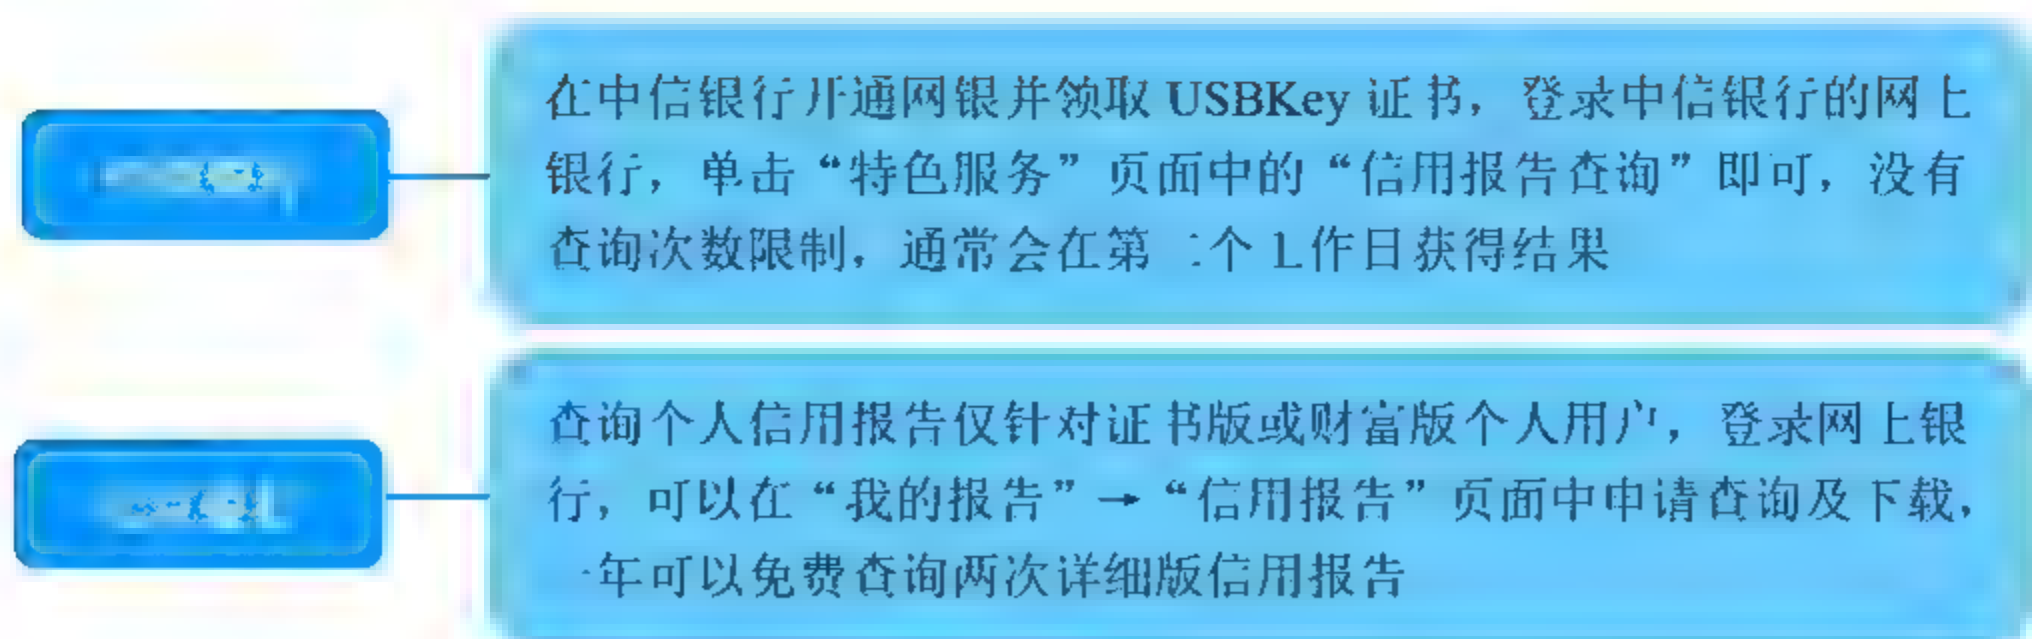 在中信银行开通网银并领取 USBKey 证书，登录中信银行的网上
银行，单击“特色服务”页面中的“信用报告查询”即可，没有
查询次数限制，通常会在第二个工作日获得结果
查询个人信用报告仅针对证书版或财富版个人用户，登录网上银
行，可以在“我的报告”→“信用报告”页面中申请查询及下载，
一年可以免费查询两次详细版信用报告